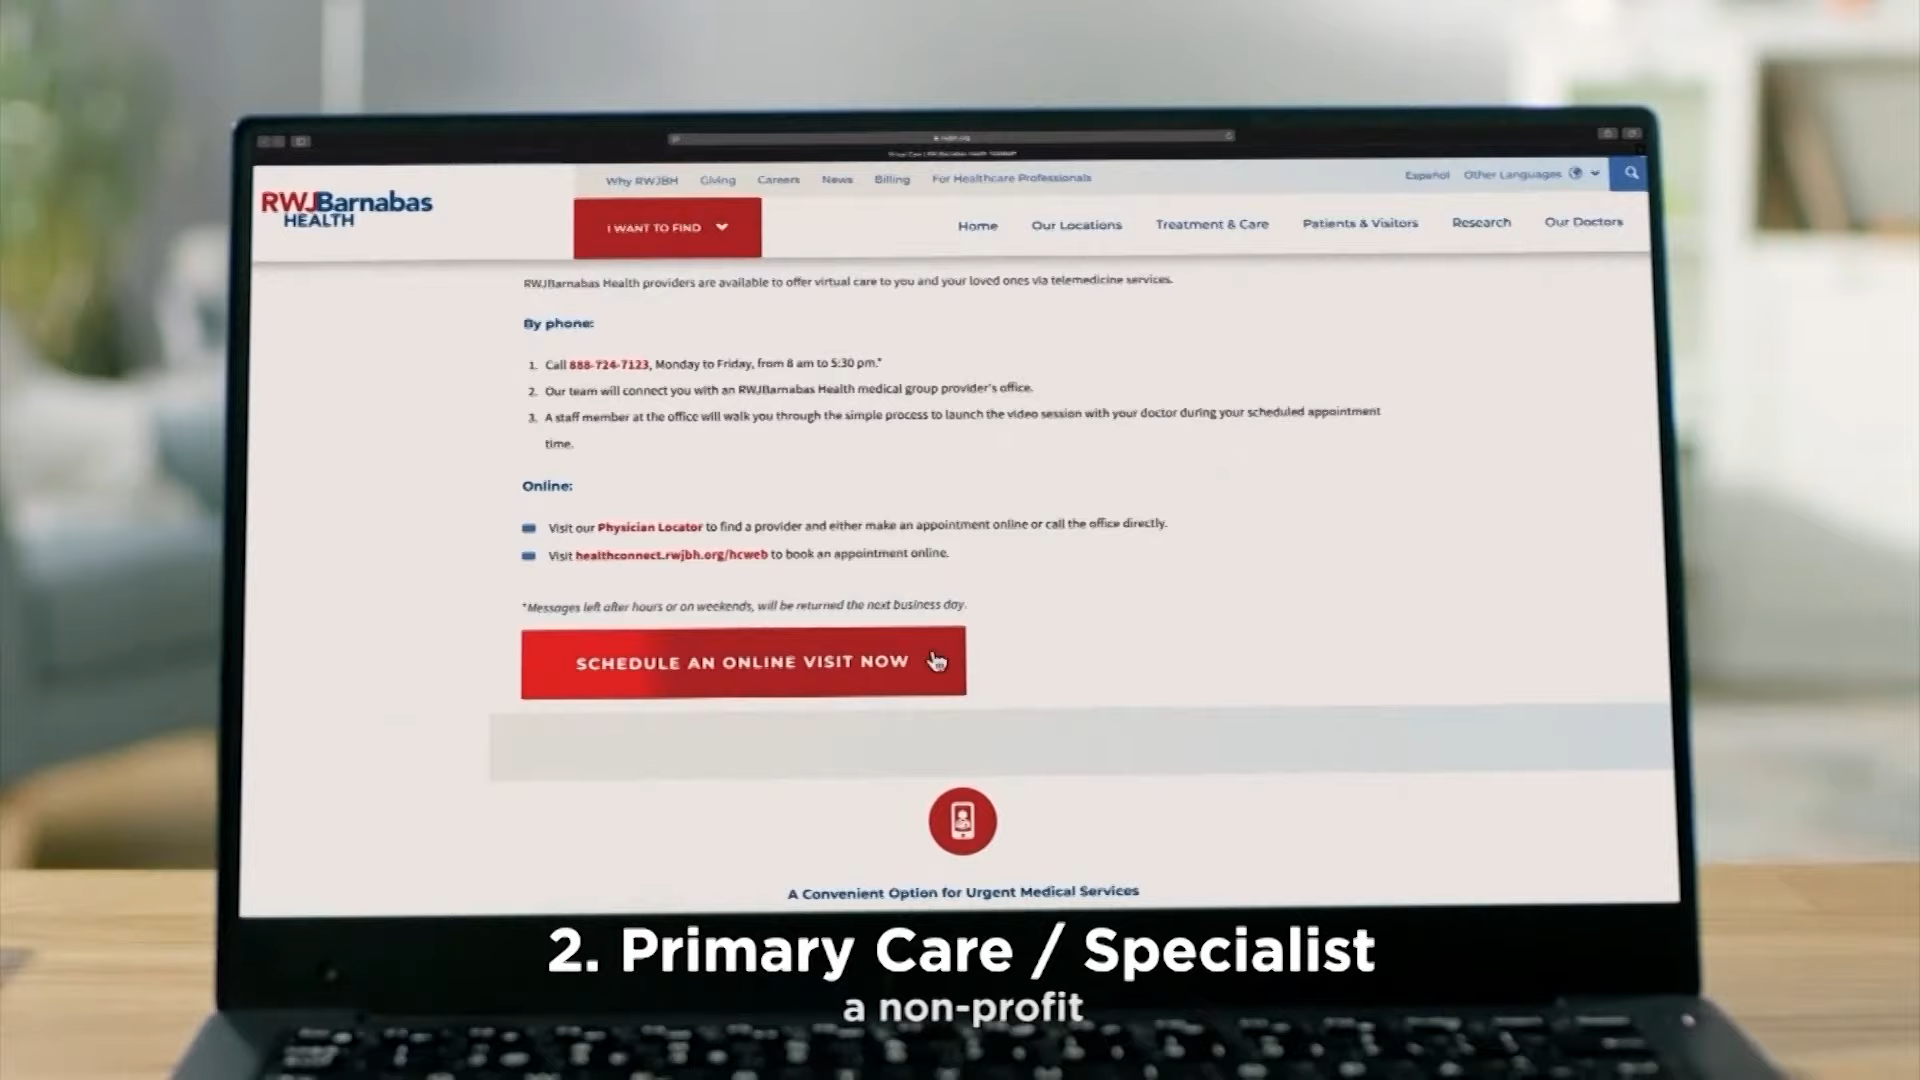 RWJBarnabas
HEALTH
Why RWJBH Giving Careers News Billing For Healthcare Professionals
Español Other Languages
I WANT TO FIND
Home Our Locations Treatment & Care Patients & Visitors Research Our Doctors
RWJBarnabas Health providers are available to offer virtual care to you and your loved ones via telemedicine services.
By phone:
1. Call 888-724-7123, Monday to Friday, from 8 am to 5:30 pm.*
2. Our team will connect you with an RWJBarnabas Health medical group provider's office.
3. A staff member at the office will walk you through the simple process to launch the video session with your doctor during your scheduled appointment
time.
Online:
Visit our Physician Locator to find a provider and either make an appointment online or call the office directly.
Visit healthconnect.rwjbh.org/hcweb to book an appointment online.
*Messages left after hours or on weekends, will be returned the next business day.
SCHEDULE AN ONLINE VISIT NOW
A Convenient Option for Urgent Medical Services
2. Primary Care / Specialist
a non-profit